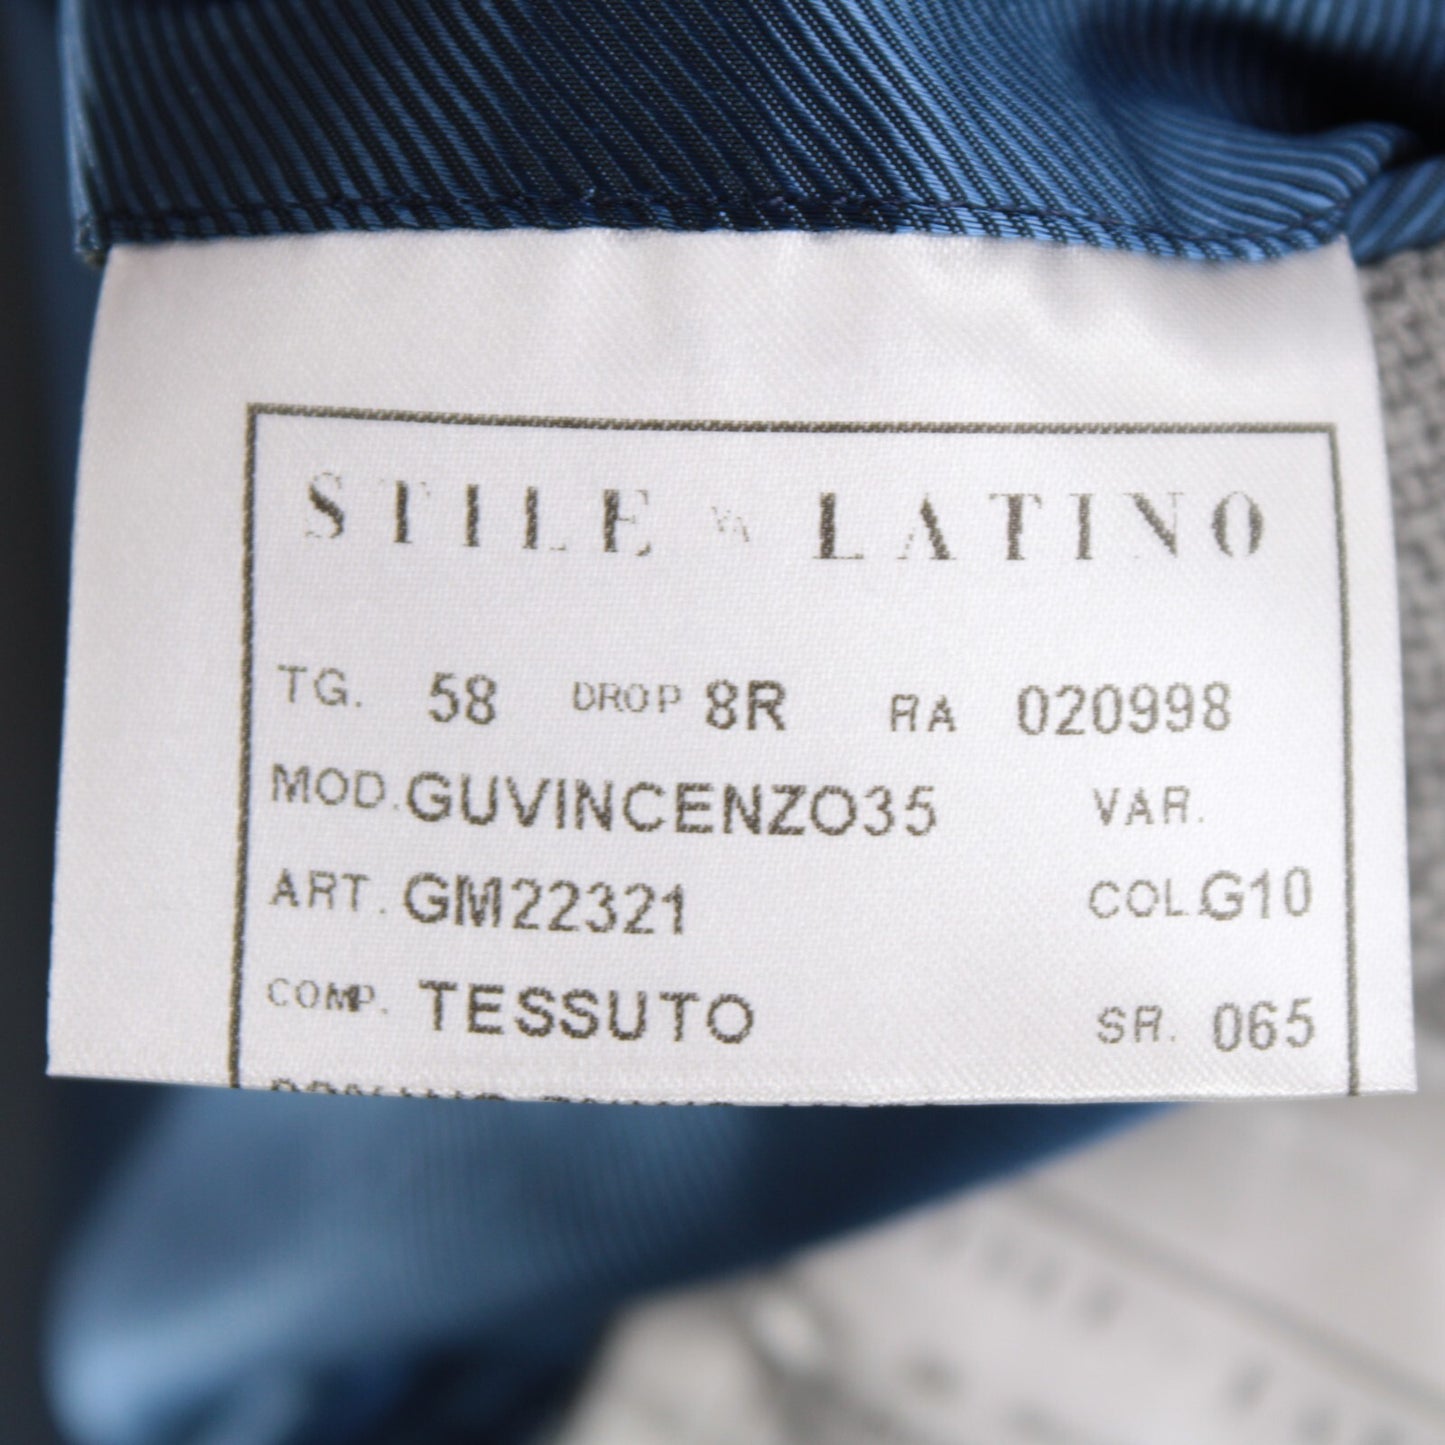 STILE LATINO
TG. 58 DROP 8R RA 020998
MOD. GUVINCENZO35 VAR.
ART. GM22321 COL. G10
COMP. TESSUTO SR. 065